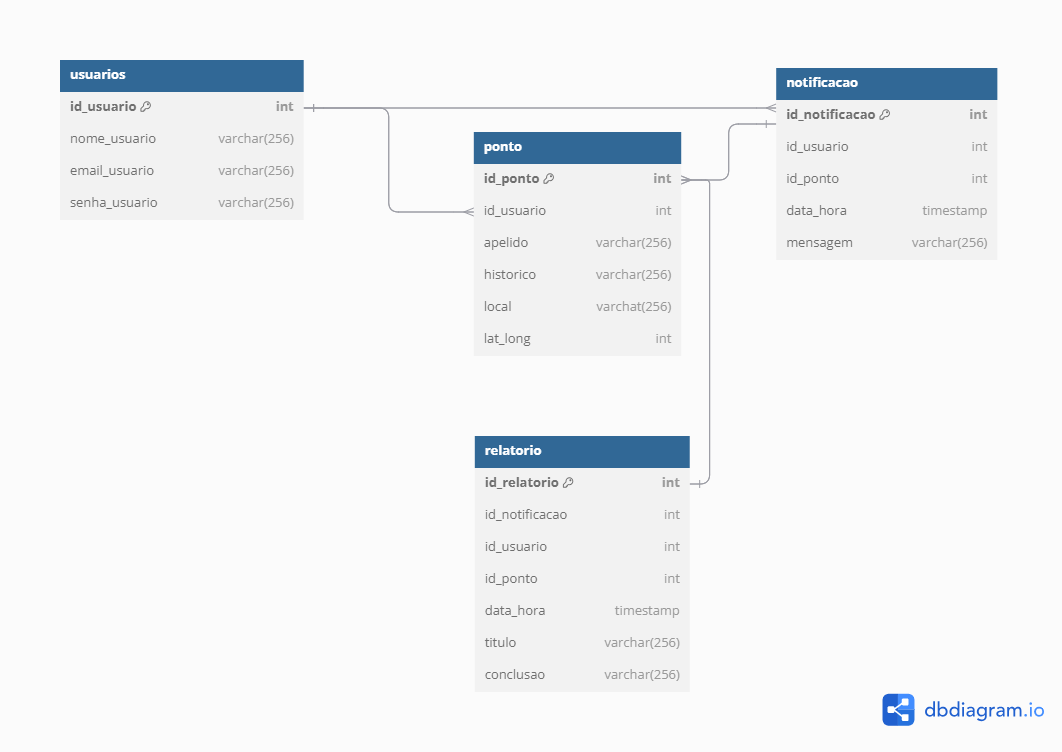 usuarios
id_usuario int
nome_usuario varchar(256)
email_usuario varchar(256)
senha_usuario varchar(256)
ponto
id_ponto int
id_usuario int
apelido varchar(256)
historico varchar(256)
local varchat(256)
lat_long int
notificacao
id_notificacao int
id_usuario int
id_ponto int
data_hora timestamp
mensagem varchar(256)
relatorio
id_relatorio int
id_notificacao int
id_usuario int
id_ponto int
data_hora timestamp
titulo varchar(256)
conclusao varchar(256)
dbdiagram.io